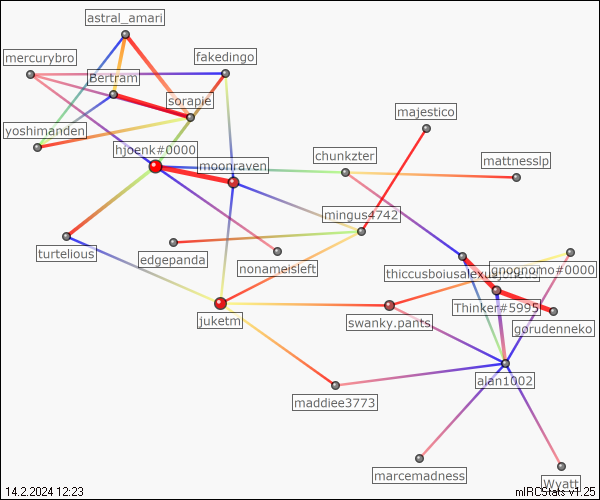 astral_amari
mercurybro
fakedingo
Bertram
sorapie
majestico
yoshimanden
hjoenk#0000
chunkzter
mattnesslp
moonraven
mingus4742
turtelious
edgepanda
nonameisleft
gnognomo#0000
Thinker#5995
gorudenneko
juketm
swanky.pants.
alan1002
maddiee3773
marcemadness
Wyatt
14.2.2024 12:23
mIRCStats v1.25